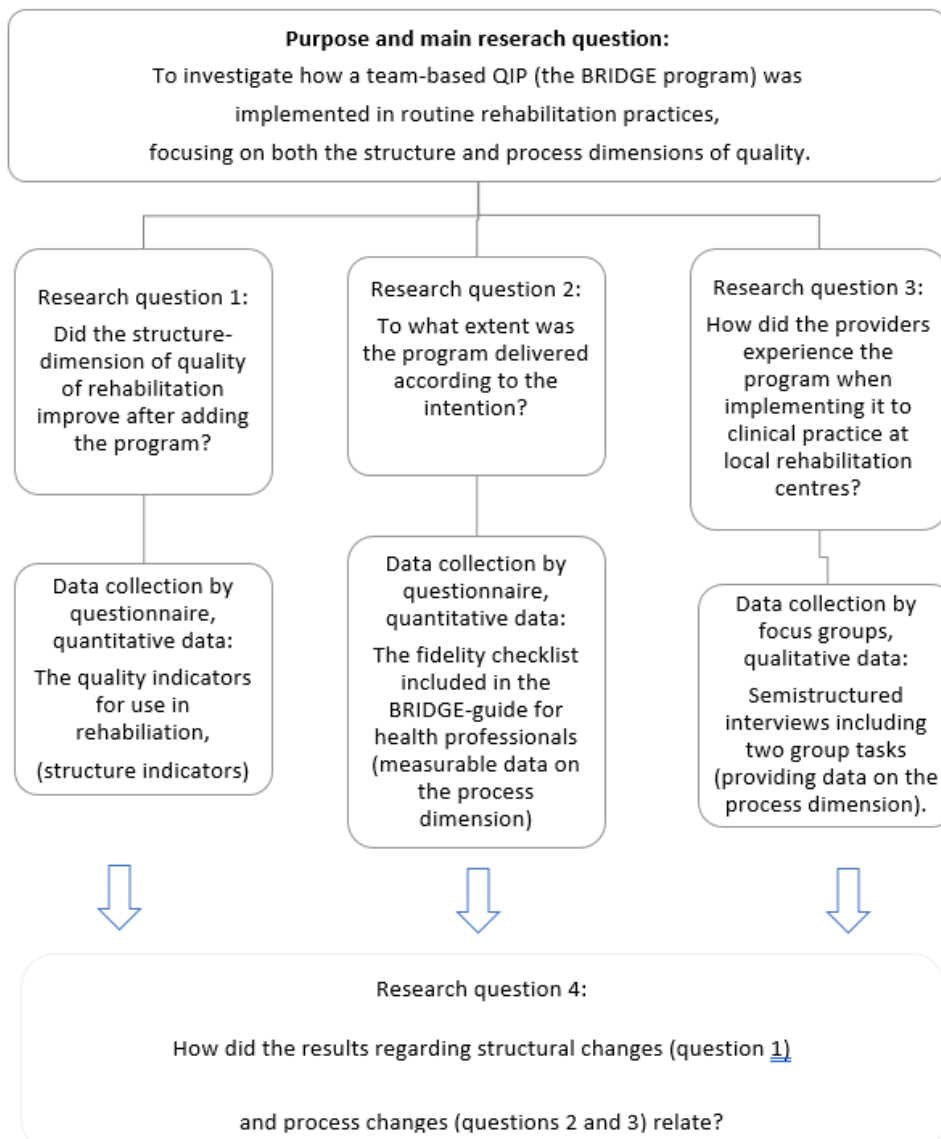 Purpose and main reserach question:
To investigate how a team-based QIP (the BRIDGE program) was
implemented in routine rehabilitation practices,
focusing on both the structure and process dimensions of quality.
Research question 1:
Did the structure-
dimension of quality
of rehabilitation
improve after adding
the program?
Research question 2:
To what extent was
the program delivered
according to the
intention?
Research question 3:
How did the providers
experience the
program when
implementing it to
clinical practice at
local rehabilitation
centres?
Data collection by
questionnaire,
quantitative data:
The quality indicators
for use in
rehabiliation,
(structure indicators)
Data collection by
questionnaire,
quantitative data:
The fidelity checklist
included in the
BRIDGE-guide for
health professionals
(measurable data on
the process
dimension)
Data collection by
focus groups,
qualitative data:
Semistructured
interviews including
two group tasks
(providing data on the
process dimension).
Research question 4:
How did the results regarding structural changes (question 1)
and process changes (questions 2 and 3) relate?